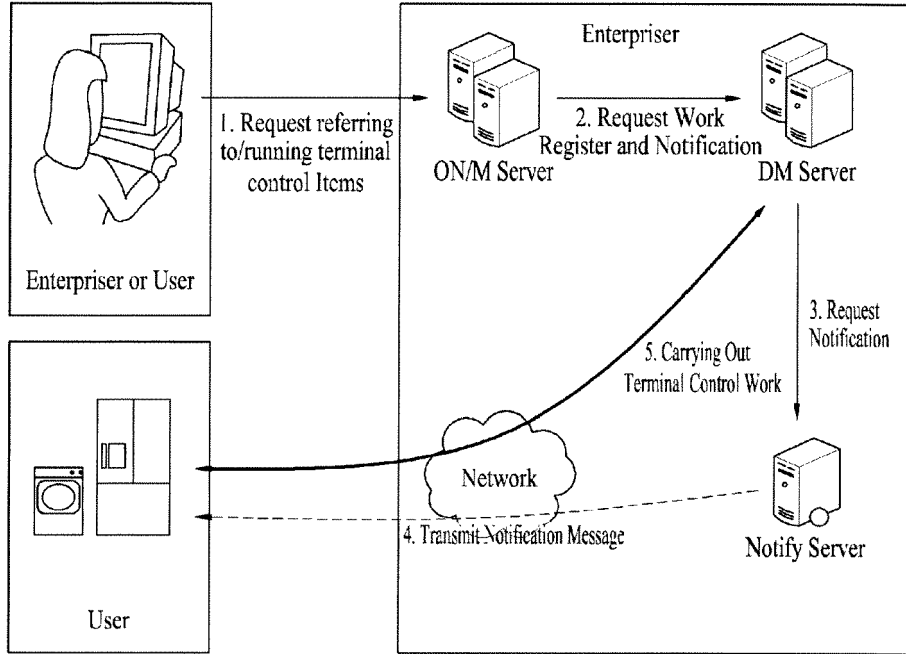 Enterpriser
1. Request referring
to/running terminal
control Items
2. Request Work
Register and Notification
ON/M Server
DM Server
Enterpriser or User
3. Request
Notification
5. Carrying Out
Terminal Control Work
Network
4. Transmit Notification Message
Notify Server
User